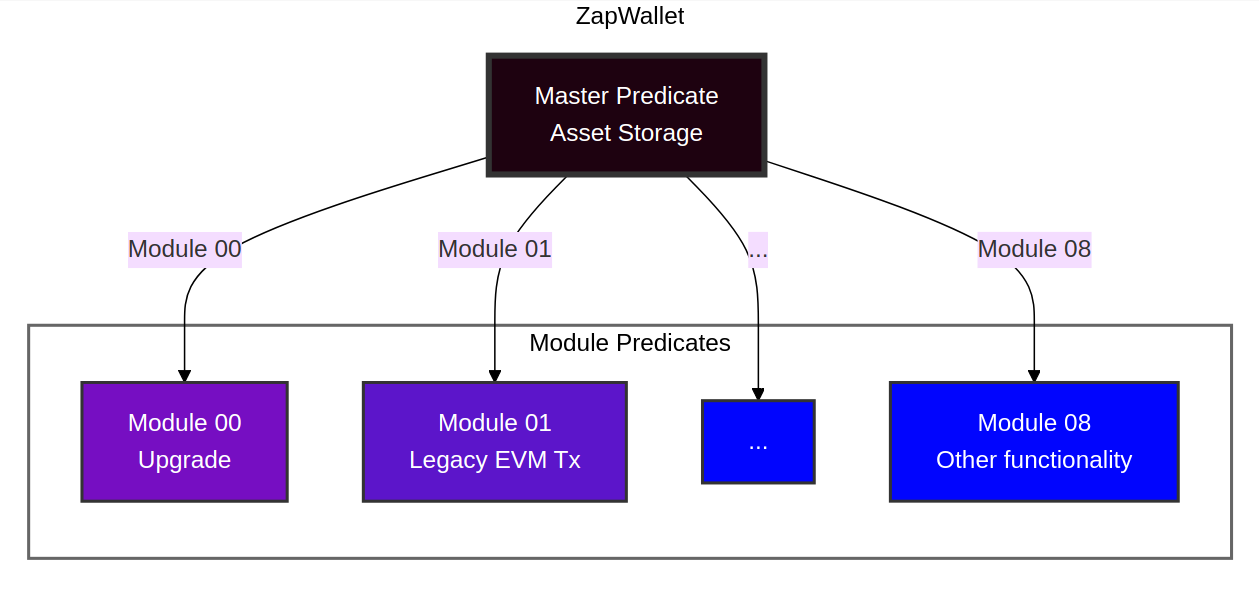 ZapWallet
Master Predicate
Asset Storage
Module 00
Module 01
...
Module 08
Module Predicates
Module 00
Upgrade
Module 01
Legacy EVM Tx
...
Module 08
Other functionality